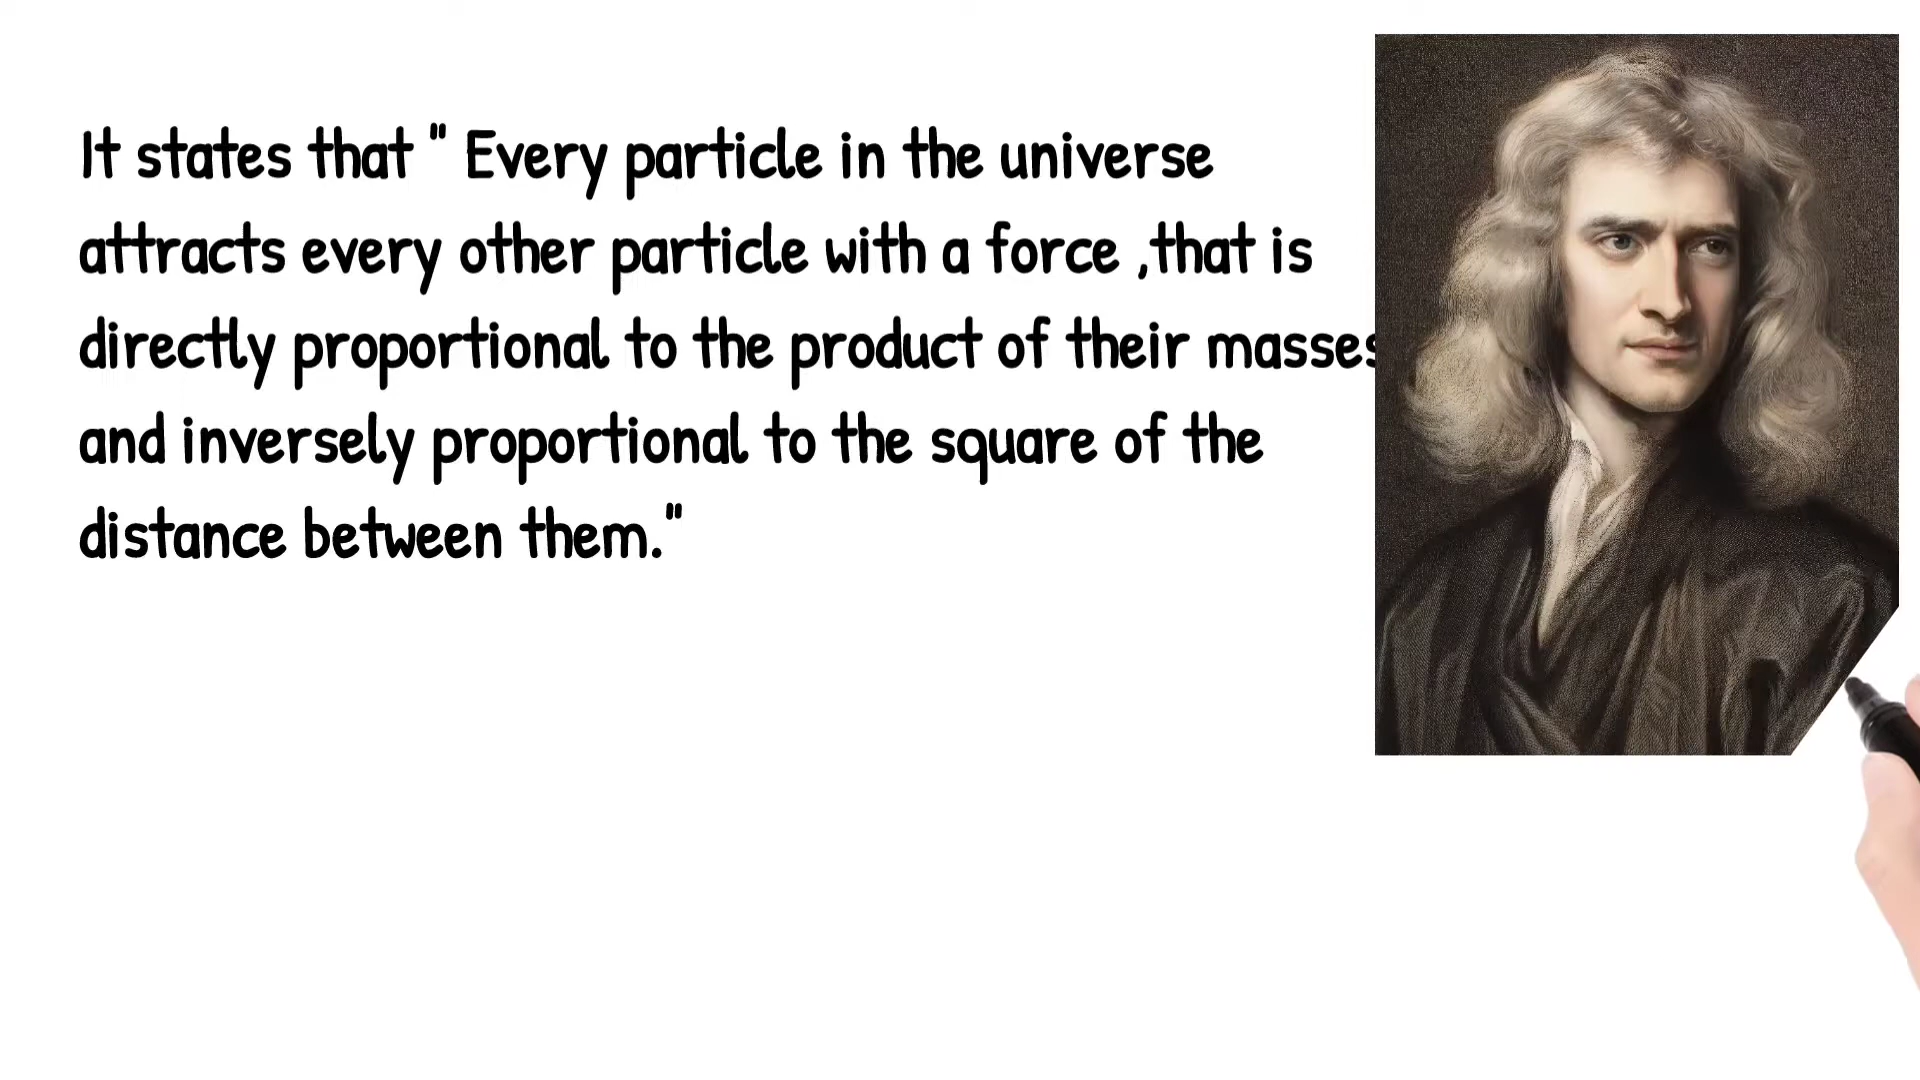 It states that " Every particle in the universe
attracts every other particle with a force ,that is
directly proportional to the product of their masses
and inversely proportional to the square of the
distance between them."